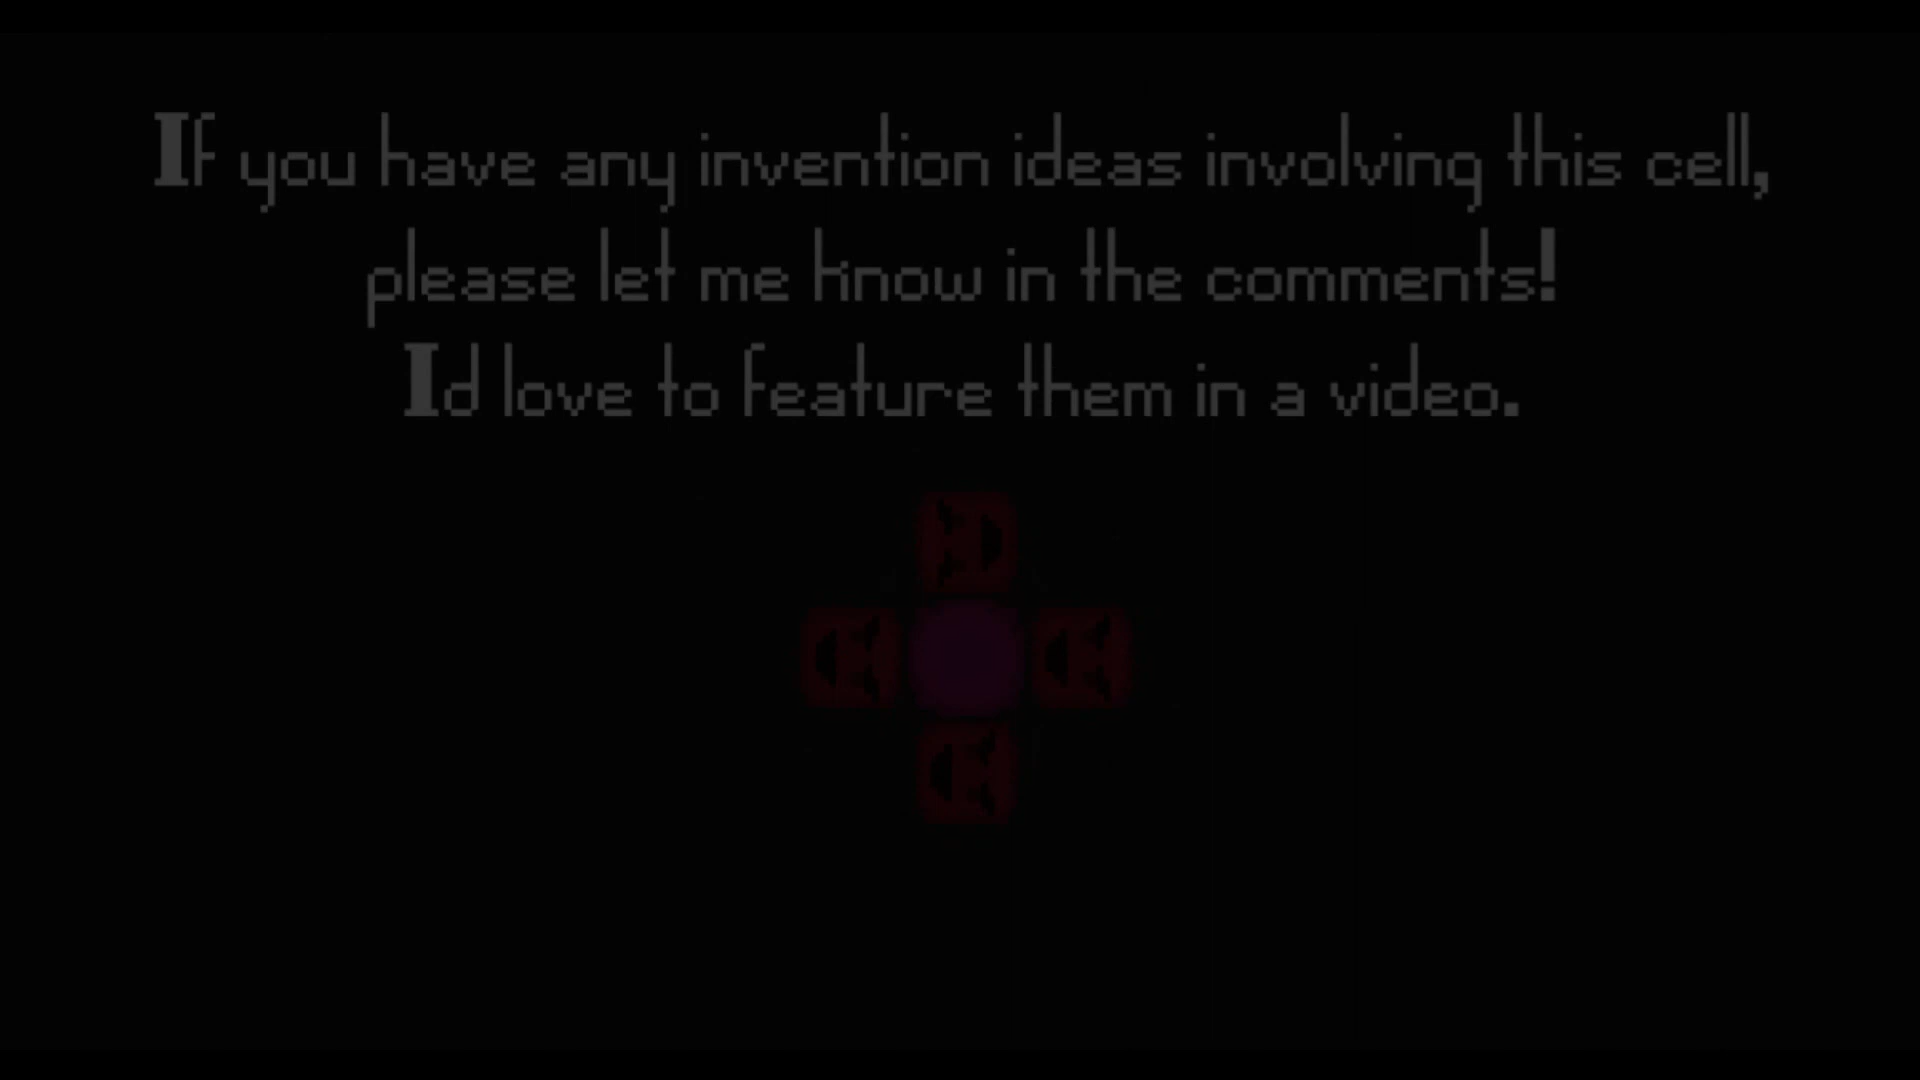 If you have any invention ideas involving this cell,
please let me know in the comments!
Id love to feature them in a video.